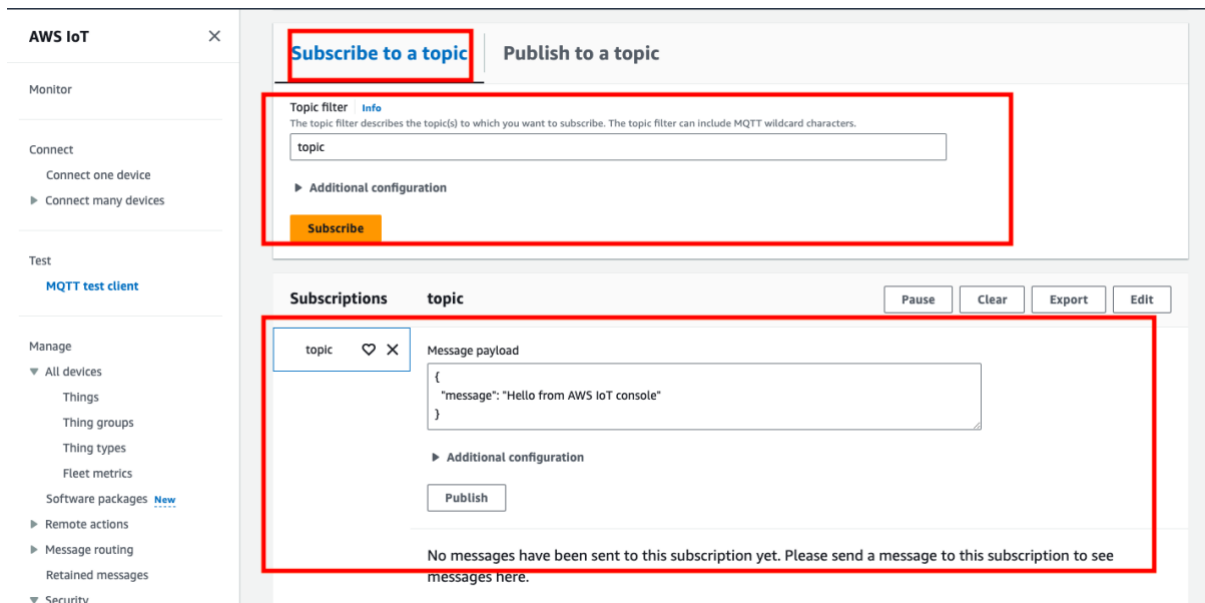 AWS IoT
Monitor
Connect
Connect one device
Connect many devices
Test
MQTT test client
Manage
All devices
Things
Thing groups
Thing types
Fleet metrics
Software packages New
Remote actions
Message routing
Retained messages
Security
Subscribe to a topic
Publish to a topic
Topic filter Info
The topic filter describes the topic(s) to which you want to subscribe. The topic filter can include MQTT wildcard characters.
topic
Additional configuration
Subscribe
Subscriptions
topic
Pause
Clear
Export
Edit
topic
Message payload
{
"message": "Hello from AWS IoT console"
}
Additional configuration
Publish
No messages have been sent to this subscription yet. Please send a message to this subscription to see
messages here.